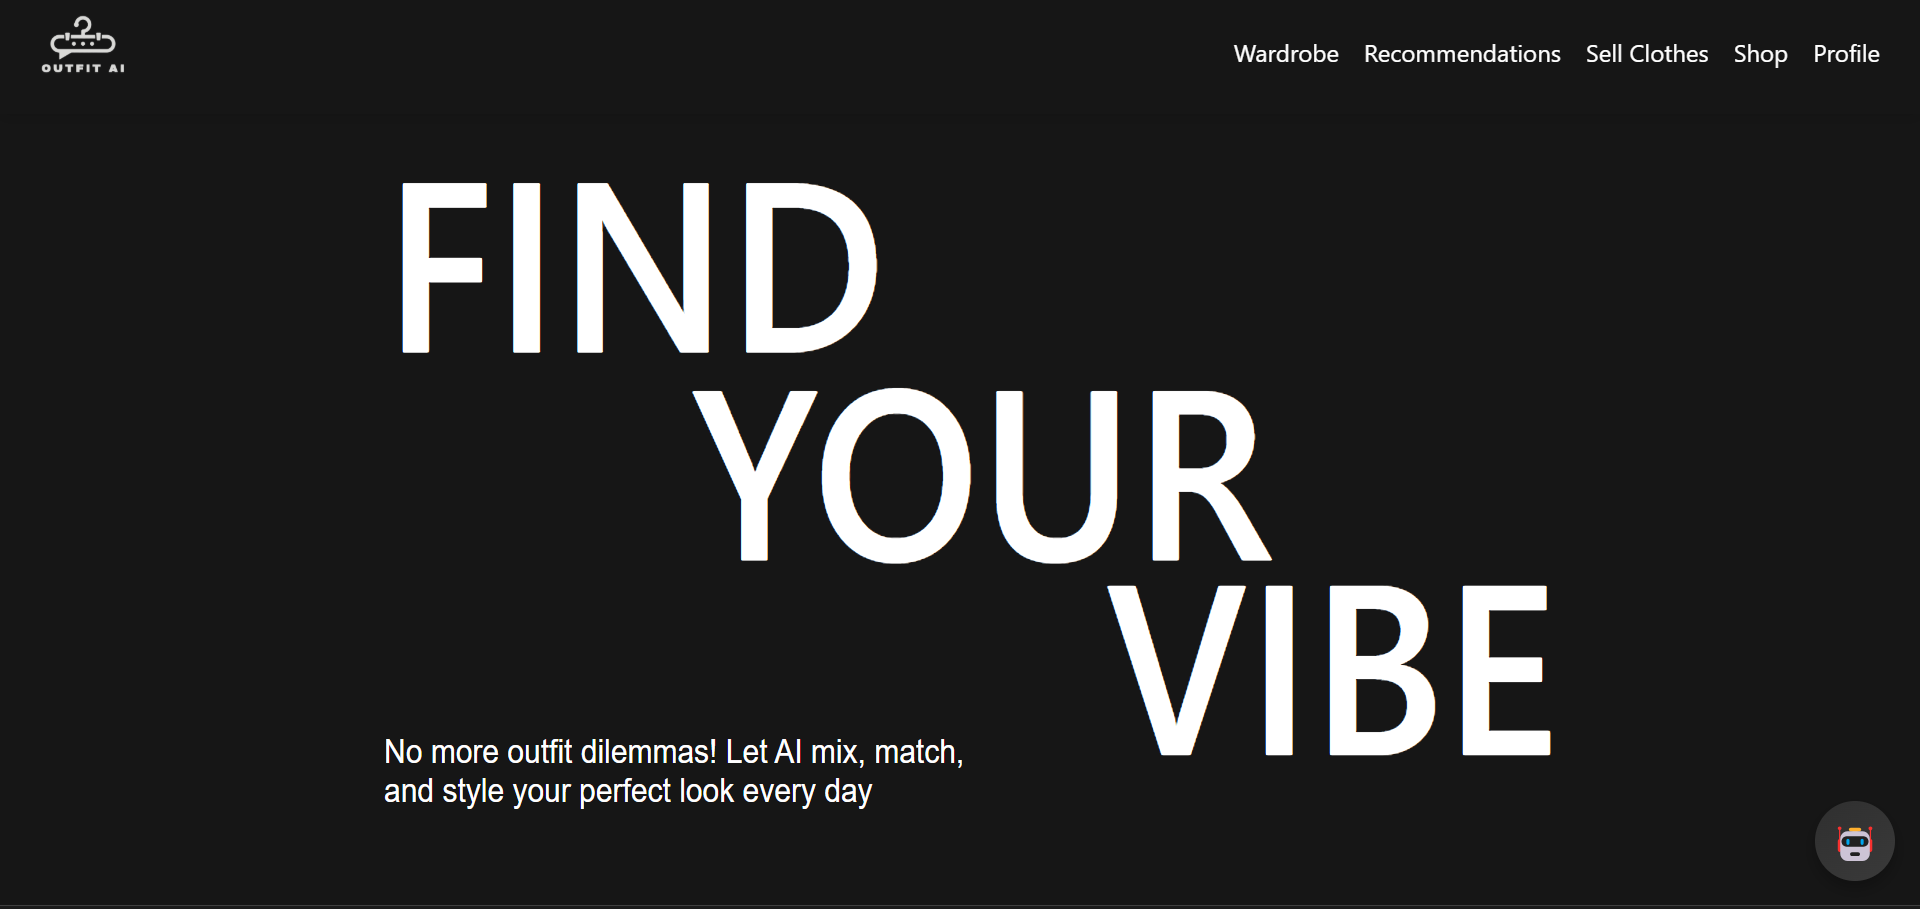 OUTFIT AI
Wardrobe Recommendations Sell Clothes Shop Profile
FIND
YOUR
VIBE
No more outfit dilemmas! Let AI mix, match,
and style your perfect look every day